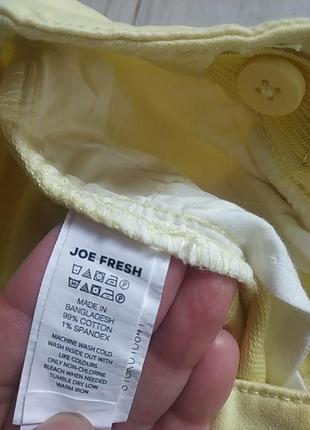 JOE FRESH
MADE IN
BANGLADESH
99% COTTON
1% SPANDEX
MACHINE WASH COLD
WASH INSIDE OUT WITH
LIKE COLOURS
ONLY NON-CHLORINE
BLEACH WHEN NEEDED
TUMBLE DRY LOW
WARM IRON